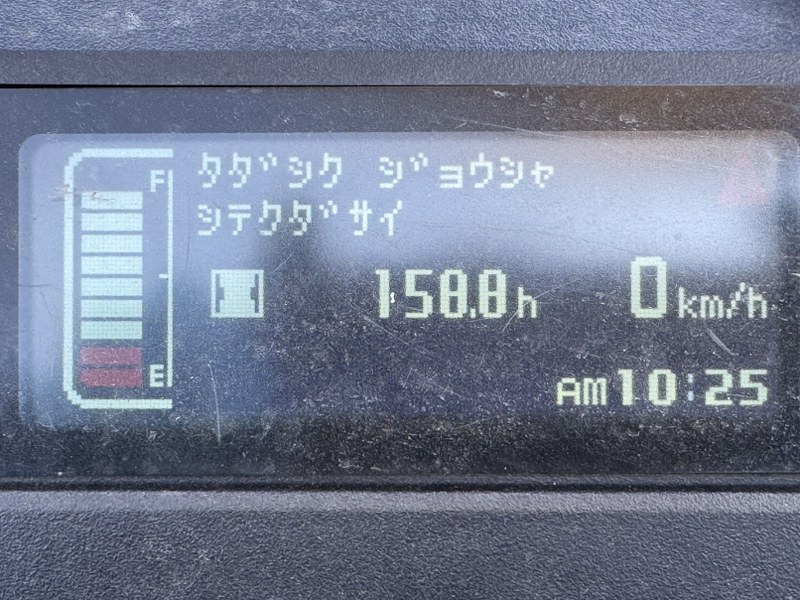 タダシク ジョウシャ
シテクダサイ
F
E
158.8h
0km/h
AM10:25